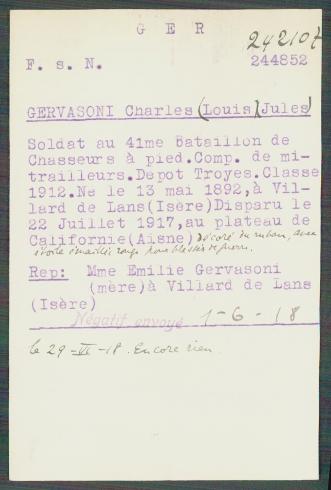 G E R
242107
F. s. N.
244852
GERVASONI Charles (Louis)(Jules)
Soldat au 41me Bataillon de
Chasseurs à pied.Comp. de mi-
trailleurs.Depot Troyes.Classe
1912.Ne le 13 mai 1892,à Vil-
lard de Lans(Isère)Disparu le
22 Juillet 1917,au plateau de
Californie(Aisne) décoré du ruban, avec
étoile émaillée rouge pour blessés de guerre.
Rep: Mme Emilie Gervasoni
(mère)à Villard de Lans
(Isère)
Négatif envoyé 1-6-18
le 29-VI-18. Encore rien.